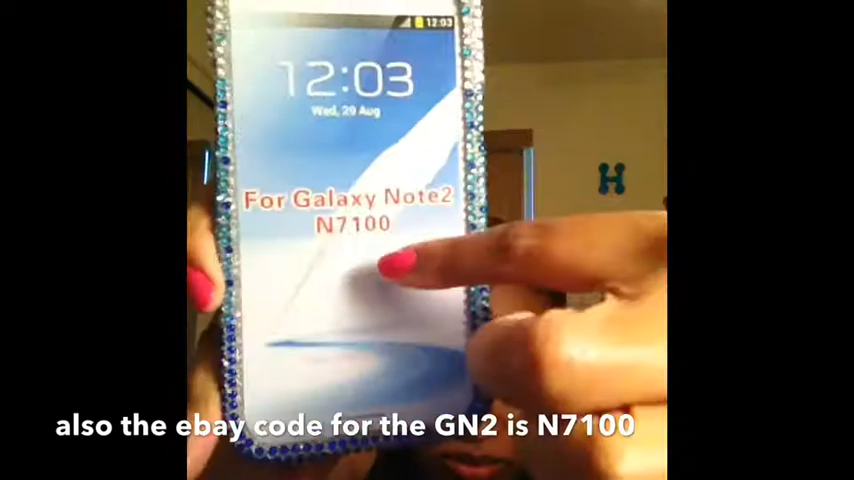 12:03
12:03
Wed, 29 Aug
For Galaxy Note2
N7100
H
also the ebay code for the GN2 is N7100